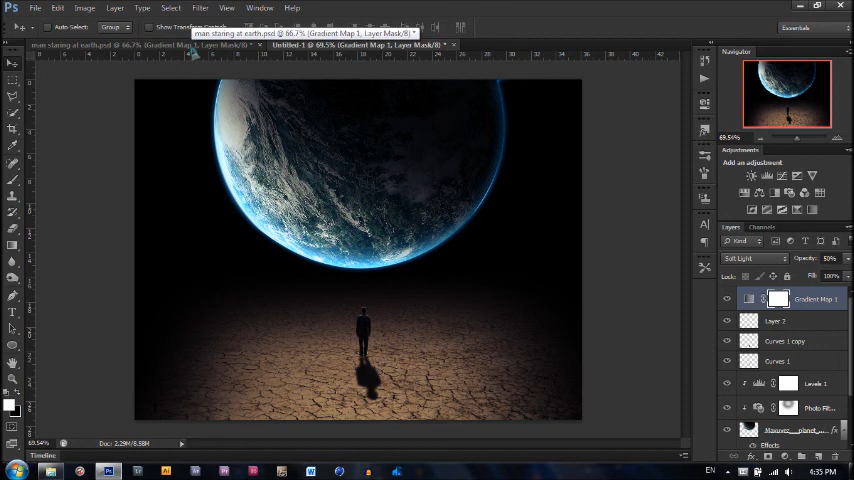 Ps File Edit Image Layer Type Select Filter View Window Help
Auto-Select: Group Show Transform Controls Essentials
man staring at earth.psd @ 66.7% (Gradient Map 1, Layer Mask/8) *
man staring at earth.psd @ 66.7% (Gradient Map 1, Layer Mask/8) * × Untitled-1 @ 69.5% (Gradient Map 1, Layer Mask/8) * ×
Navigator
69.54%
Adjustments
Add an adjustment
Layers Channels
Kind
Soft Light Opacity: 50%
Lock: Fill: 100%
Gradient Map 1
Layer 2
Curves 1 copy
Curves 1
Levels 1
Photo Filt...
Maxuvez__planet_... fx
Effects
69.54% Doc: 2.29M/8.58M
Timeline
EN 4:35 PM